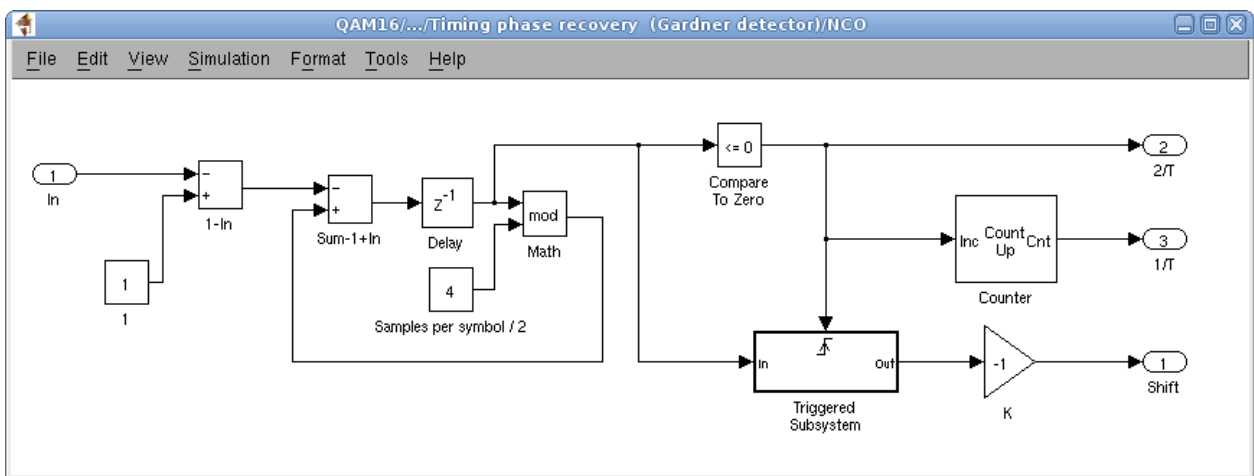 QAM16/.../Timing phase recovery (Gardner detector)/NCO
File Edit View Simulation Format Tools Help
1
In
−
+
1-In
1
1
−
+
Sum-1+In
Z-1
Delay
mod
Math
4
Samples per symbol / 2
<= 0
Compare
To Zero
2
2/T
Inc Count Cnt
Up
Counter
3
1/T
In Out
Triggered
Subsystem
-1
K
1
Shift